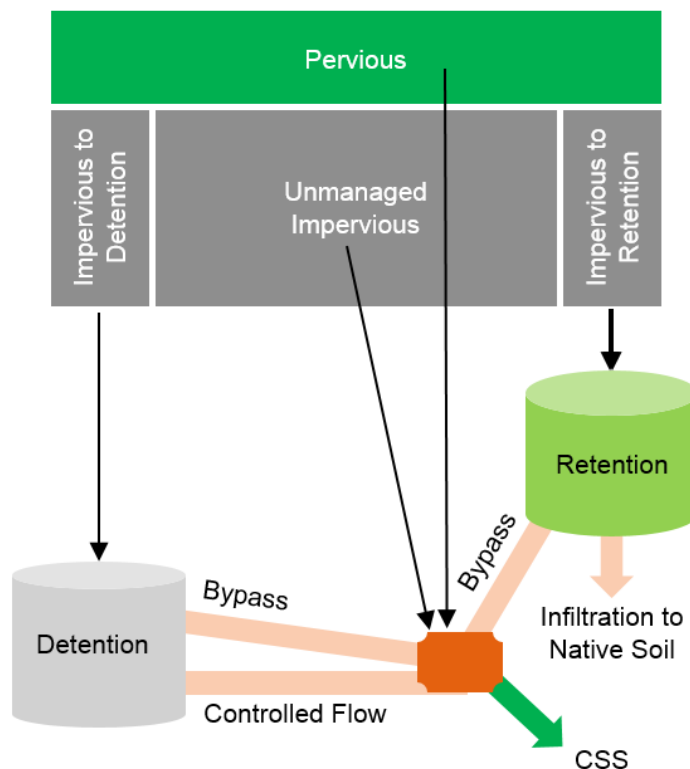 Pervious
Impervious to
Detention
Unmanaged
Impervious
Impervious to
Retention
Retention
Bypass
Bypass
Infiltration to
Native Soil
Detention
Controlled Flow
CSS